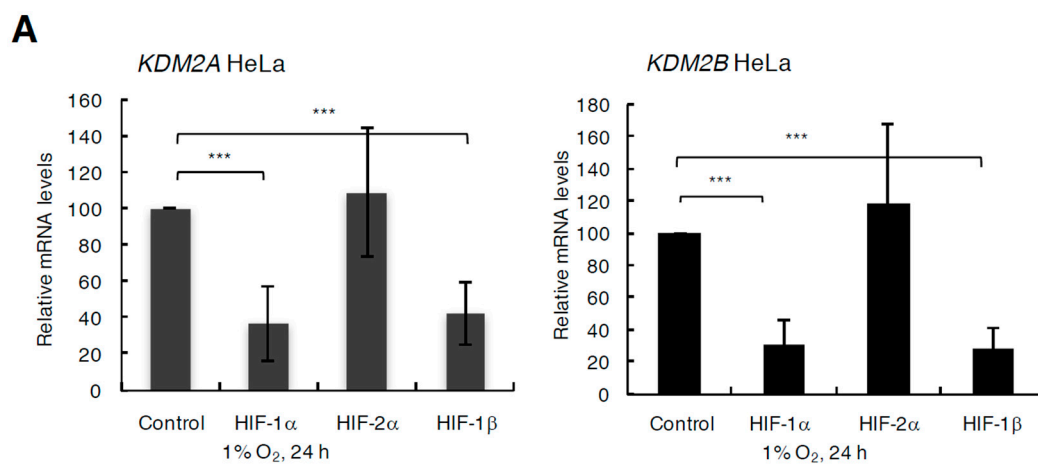 A
KDM2A HeLa
Relative mRNA levels
160
140
120
100
80
60
40
20
0
***
***
Control HIF-1α HIF-2α HIF-1β
1% O₂, 24 h
KDM2B HeLa
Relative mRNA levels
180
160
140
120
100
80
60
40
20
0
***
***
Control HIF-1α HIF-2α HIF-1β
1% O₂, 24 h